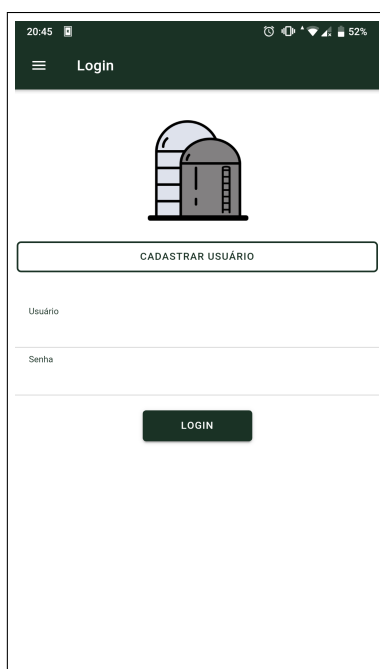 20:45 52%
Login
CADASTRAR USUÁRIO
Usuário
Senha
LOGIN